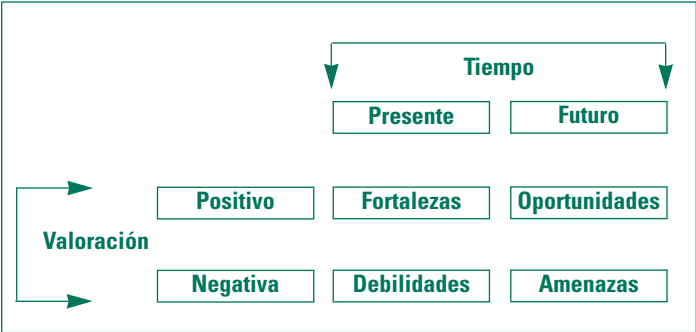 Tiempo
Presente Futuro
Positivo Fortalezas Oportunidades
Valoración
Negativa Debilidades Amenazas